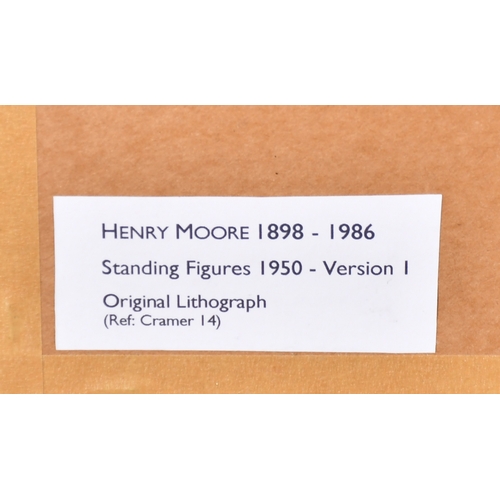 HENRY MOORE 1898 - 1986
Standing Figures 1950 - Version 1
Original Lithograph
(Ref: Cramer 14)